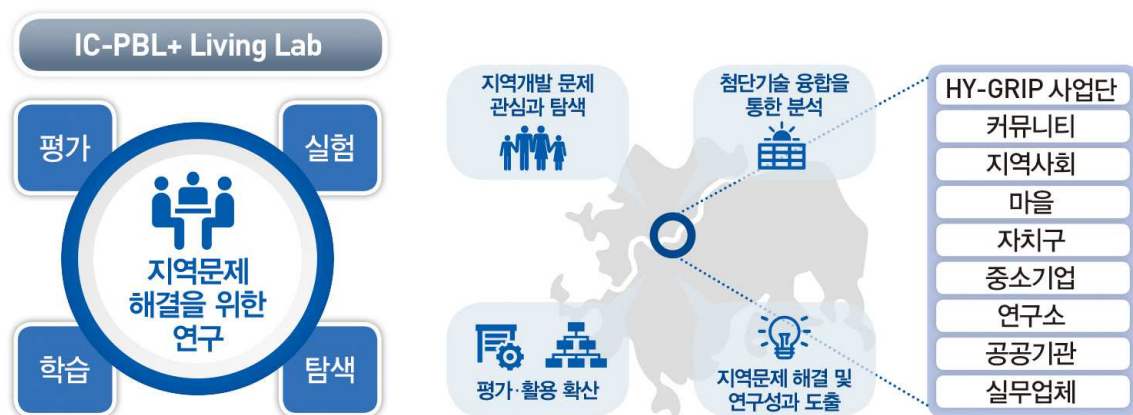 IC-PBL+ Living Lab
평가
실험
지역문제
해결을 위한
연구
학습
탐색
지역개발 문제
관심과 탐색
첨단기술 융합을
통한 분석
평가·활용 확산
지역문제 해결 및
연구성과 도출
HY-GRIP 사업단
커뮤니티
지역사회
마을
자치구
중소기업
연구소
공공기관
실무업체